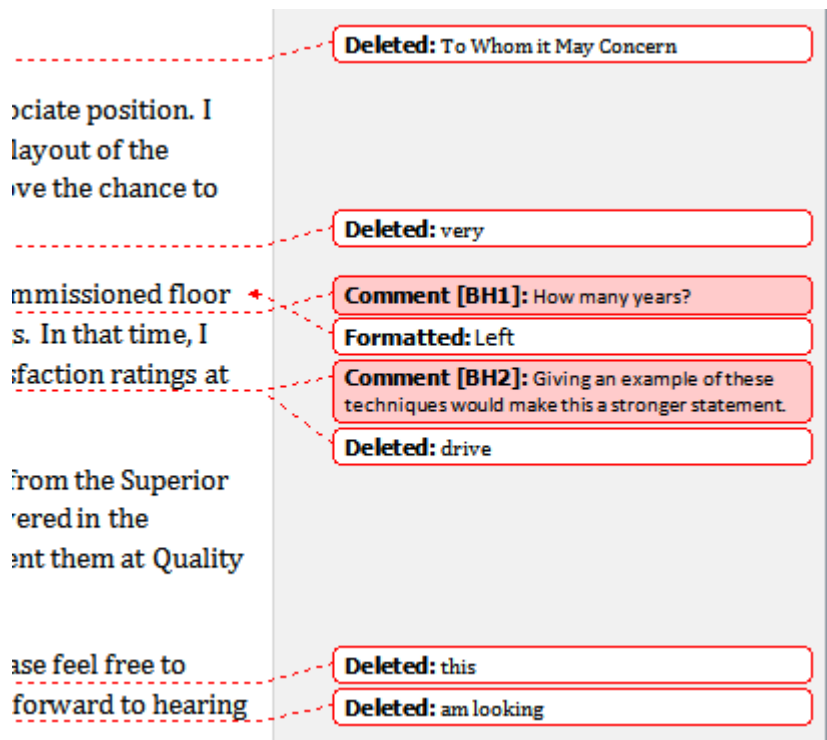 Deleted: To Whom it May Concern
ociate position. I
layout of the
ove the chance to
Deleted: very
mmissioned floor
Comment [BH1]: How many years?
s. In that time, I
Formatted: Left
sfaction ratings at
Comment [BH2]: Giving an example of these
techniques would make this a stronger statement.
Deleted: drive
from the Superior
vered in the
ent them at Quality
ase feel free to
Deleted: this
forward to hearing
Deleted: am looking